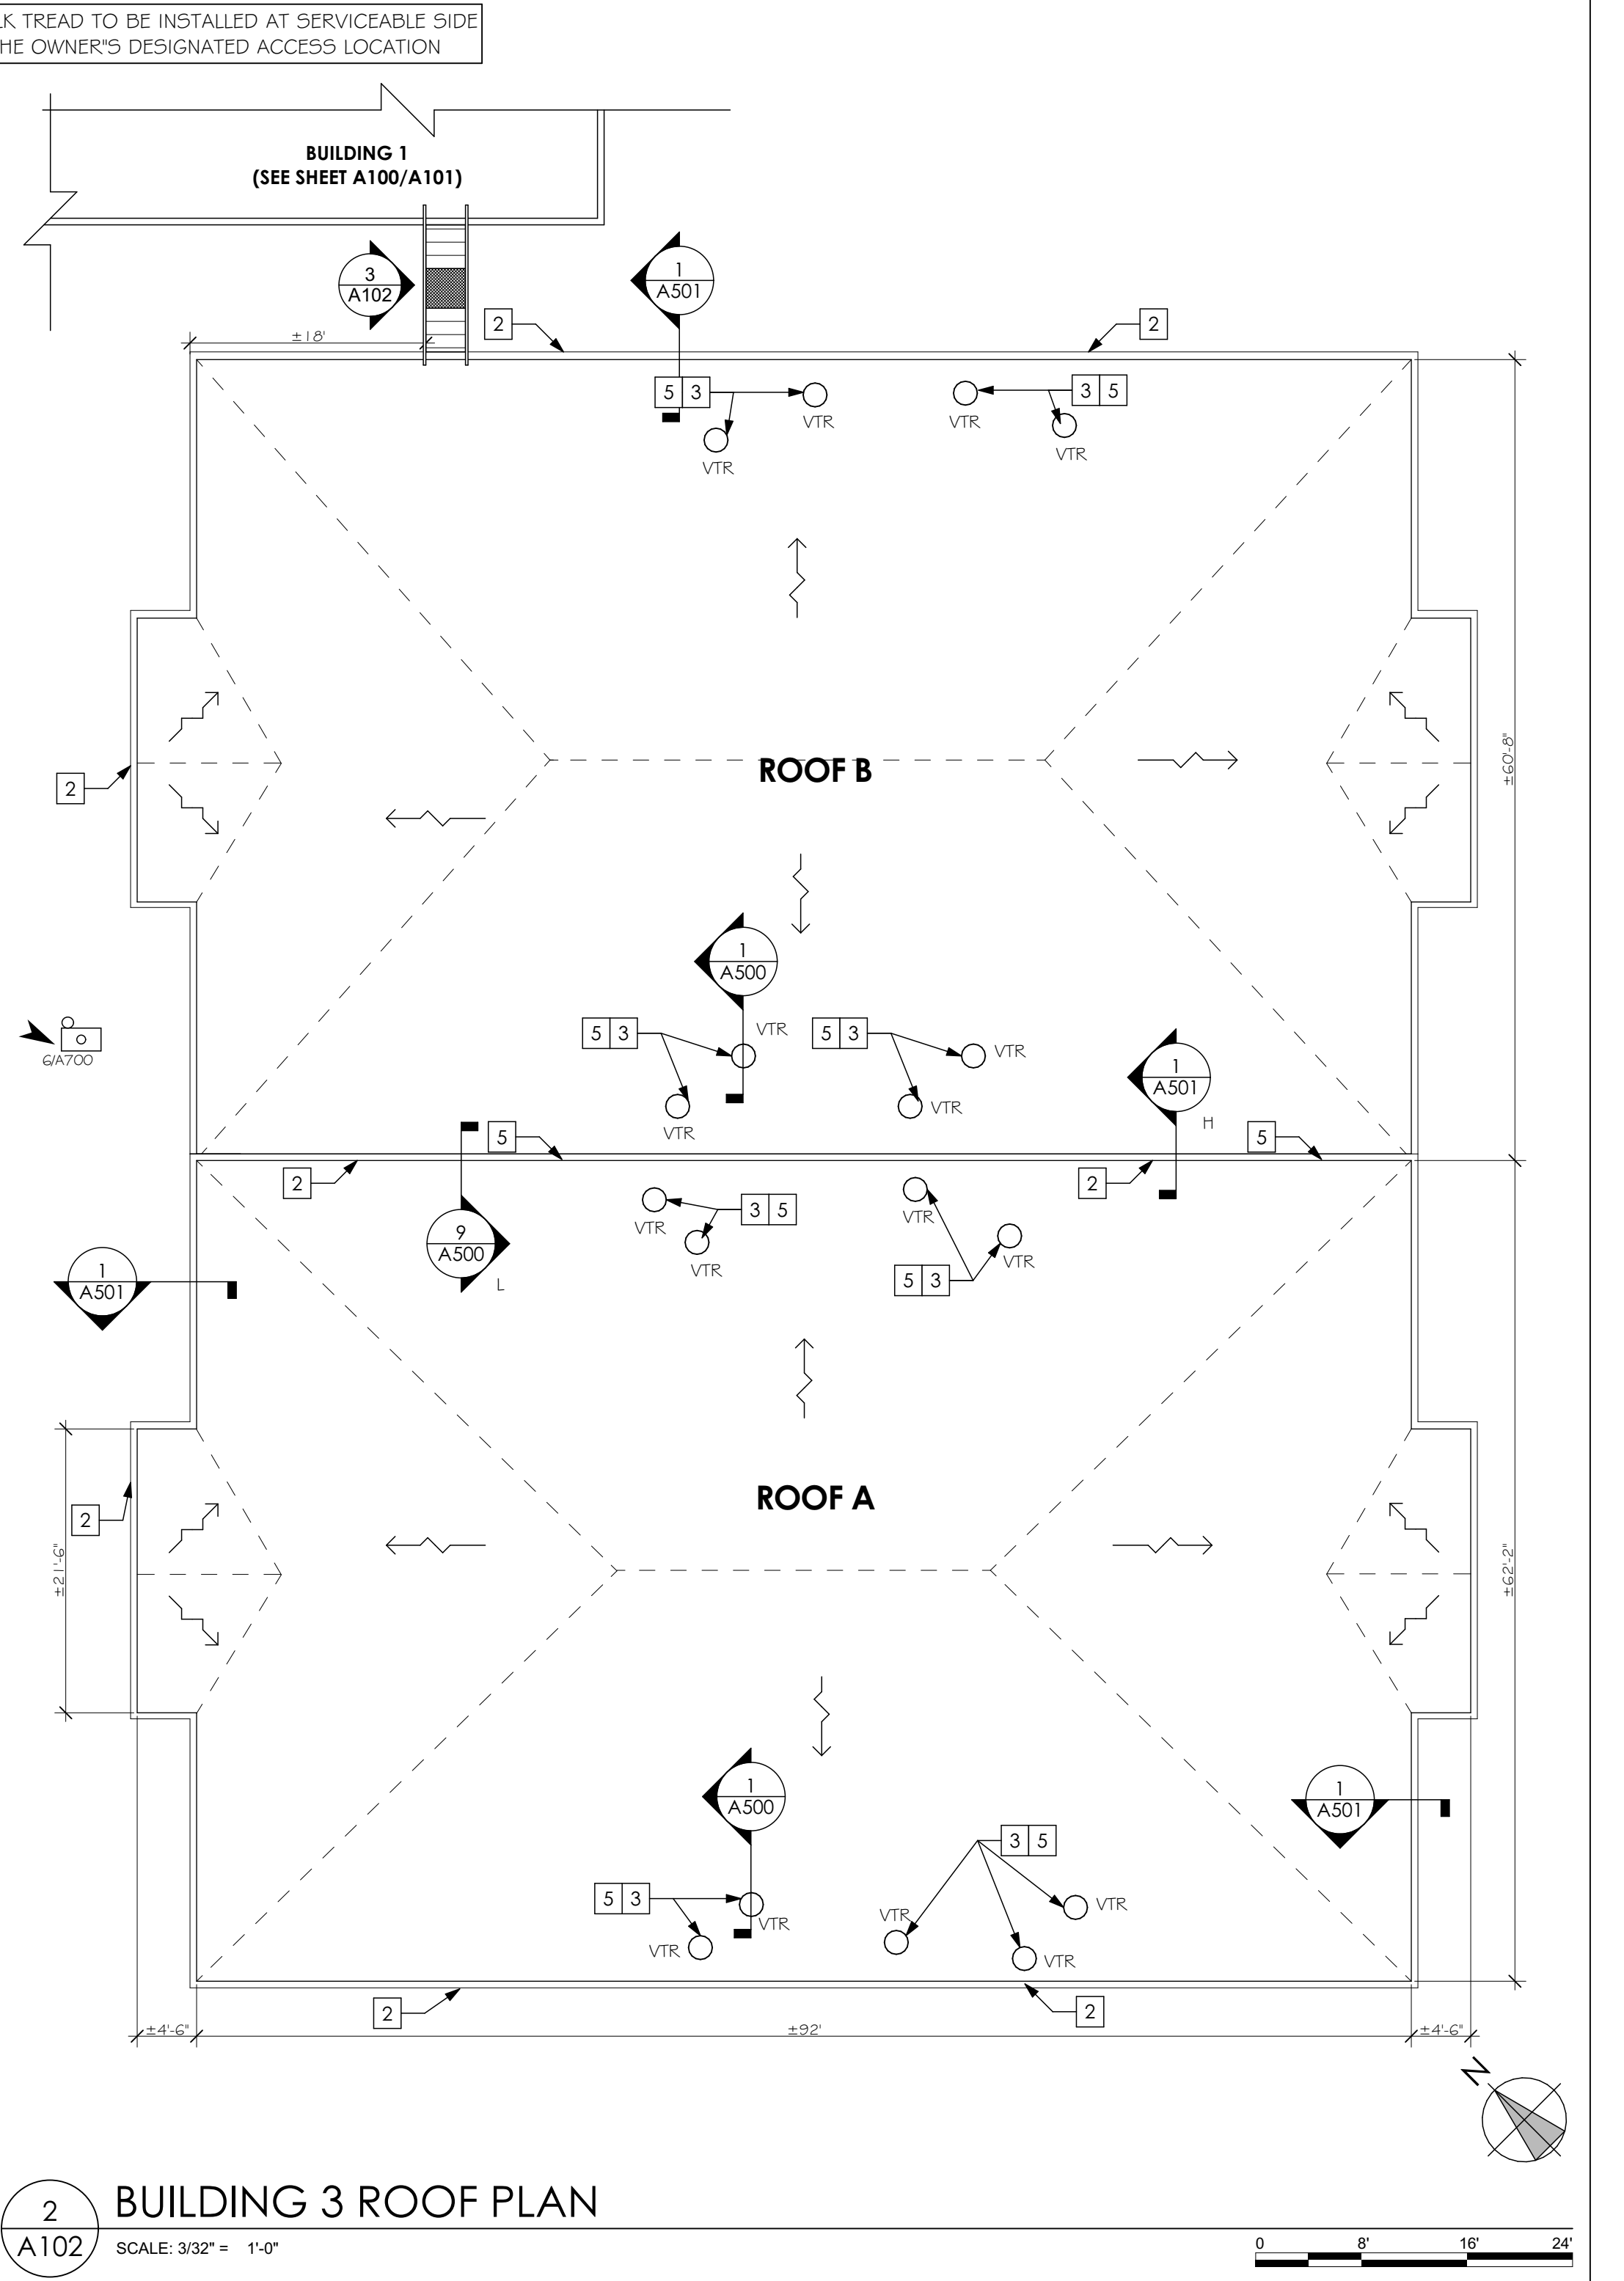 LK TREAD TO BE INSTALLED AT SERVICEABLE SIDE
HE OWNER"S DESIGNATED ACCESS LOCATION
BUILDING 1
(SEE SHEET A100/A101)
3
A102
1
A501
±18'
2
2
5 3
3 5
VTR
VTR
VTR
VTR
ROOF B
±60'-8"
2
1
A500
5 3
VTR
5 3
VTR
VTR
VTR
6/A700
1
A501
H
5
5
2
2
9
A500
L
VTR
VTR
3 5
VTR
VTR
5 3
1
A501
ROOF A
2
±21'-6"
±62'-2"
1
A500
1
A501
3 5
5 3
VTR
VTR
VTR
VTR
VTR
2
2
±4'-6"
±92'
±4'-6"
N
2
A102
BUILDING 3 ROOF PLAN
SCALE: 3/32" = 1'-0"
0 8' 16' 24'